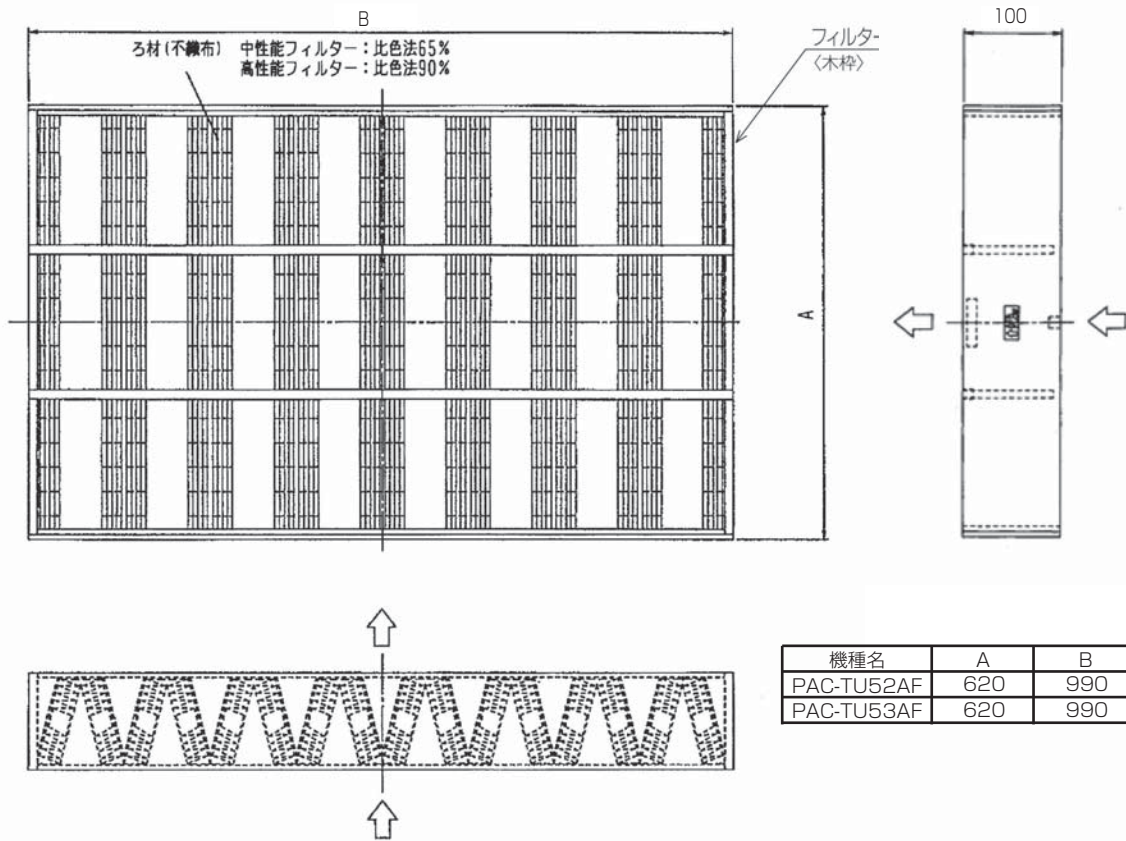 B
100
ろ材(不織布) 中性能フィルター:比色法65%
高性能フィルター:比色法90%
フィルター
〈木枠〉
A
機種名 A B
PAC-TU52AF 620 990
PAC-TU53AF 620 990